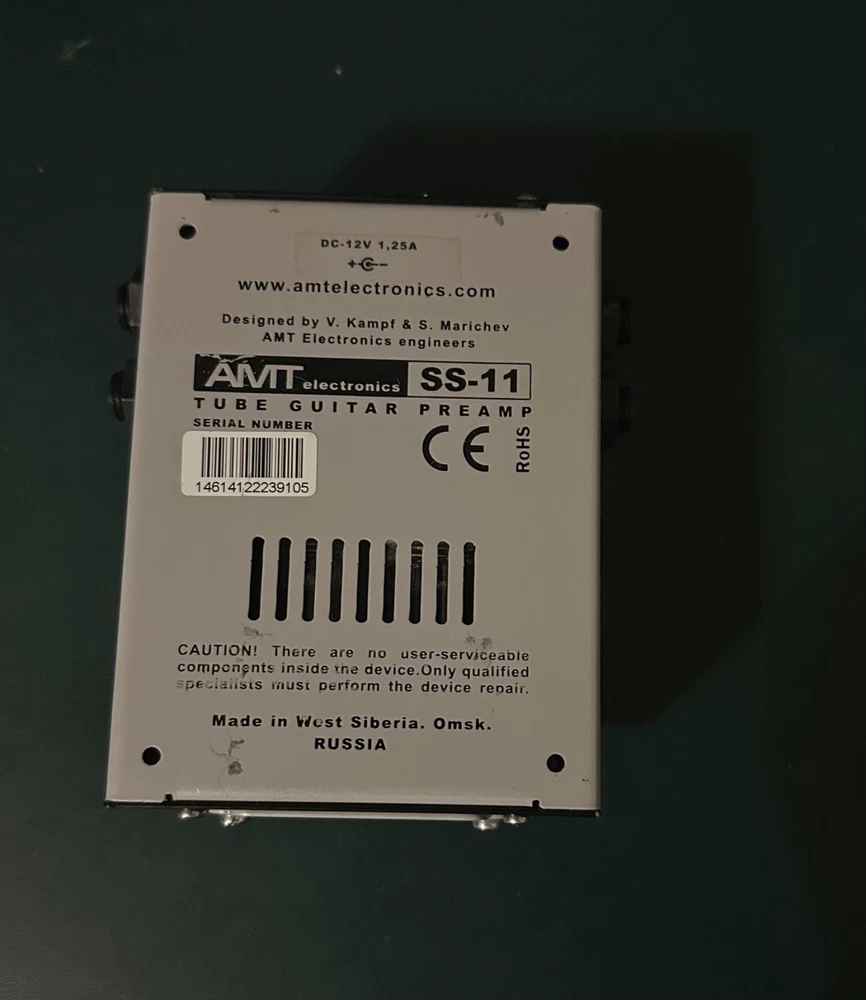 DC-12V 1,25A
+ -
www.amtelectronics.com
Designed by V. Kampf & S. Marichev
AMT Electronics engineers
AMT electronics SS-11
TUBE GUITAR PREAMP
SERIAL NUMBER
CE RoHS
14614122239105
CAUTION! There are no user-serviceable
components inside the device.Only qualified
specialists must perform the device repair.
Made in West Siberia. Omsk.
RUSSIA